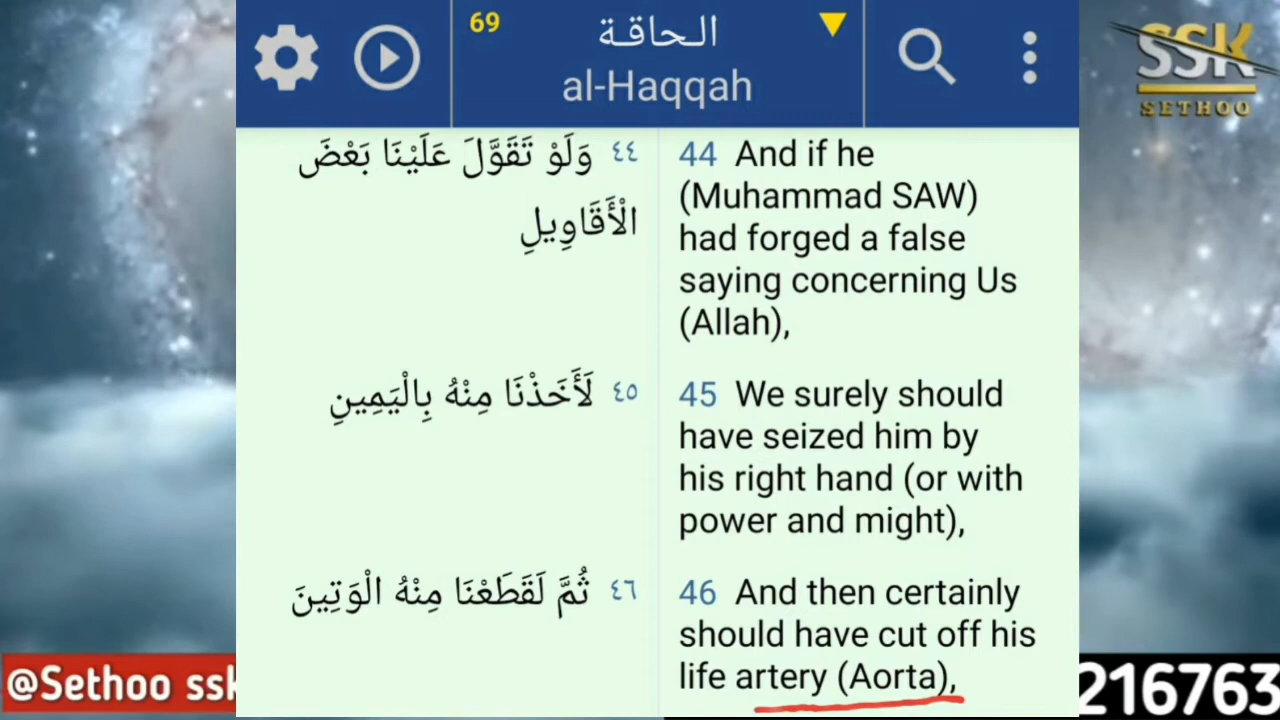 69
الحاقة
al-Haqqah
SSK
SETHOO
٤٤ وَلَوْ تَقَوَّلَ عَلَيْنَا بَعْضَ
الْأَقَاوِيلِ
44 And if he
(Muhammad SAW)
had forged a false
saying concerning Us
(Allah),
٤٥ لَأَخَذْنَا مِنْهُ بِالْيَمِينِ
45 We surely should
have seized him by
his right hand (or with
power and might),
٤٦ ثُمَّ لَقَطَعْنَا مِنْهُ الْوَتِينَ
46 And then certainly
should have cut off his
life artery (Aorta),
@Sethoo ssk
216763